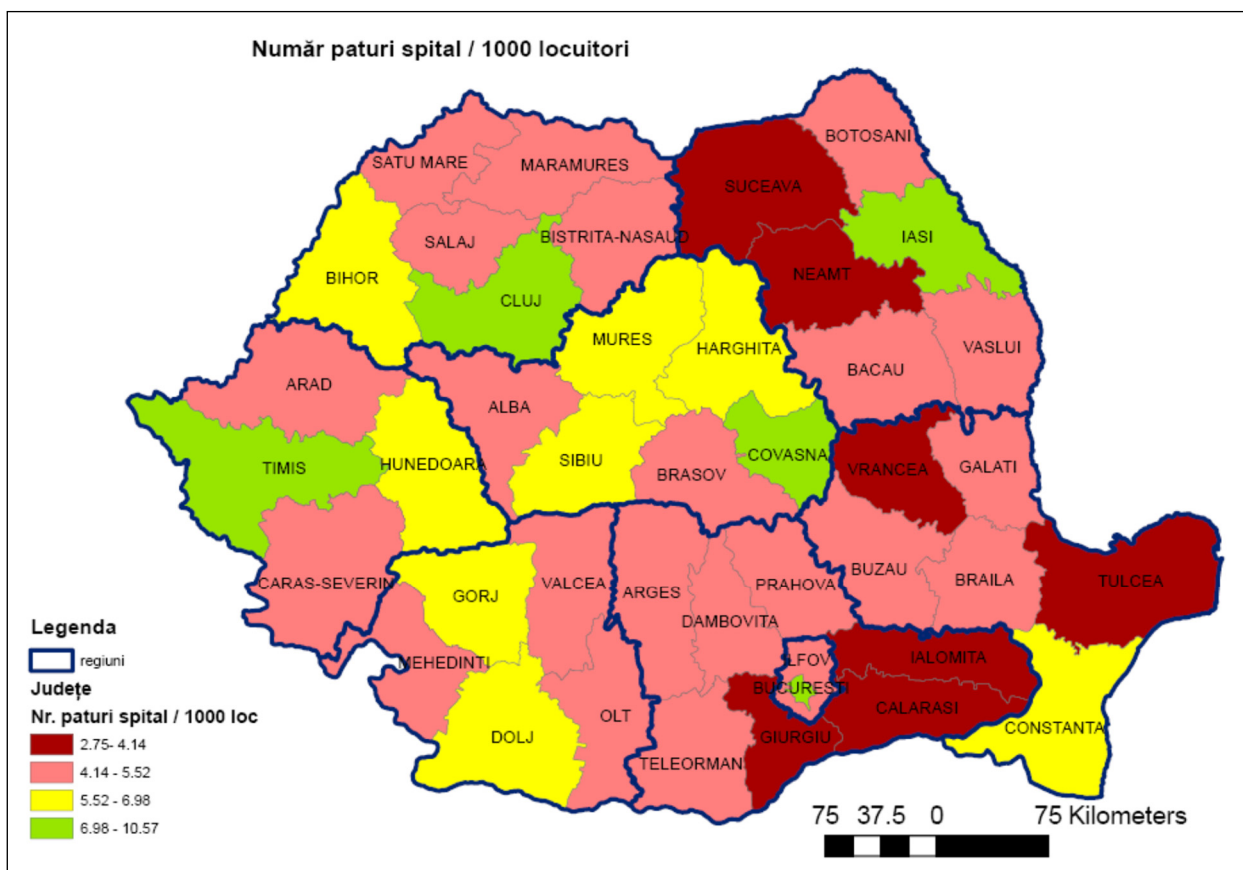 Număr paturi spital / 1000 locuitori
BOTOSANI
SATU MARE
MARAMURES
SUCEAVA
IASI
SALAJ
BISTRITA-NASAUD
BIHOR
NEAMT
CLUJ
MURES
HARGHITA
VASLUI
BACAU
ARAD
ALBA
COVASNA
TIMIS
HUNEDOARA
SIBIU
BRASOV
VRANCEA
GALATI
CARAS-SEVERIN
GORJ
VALCEA
ARGES
PRAHOVA
BUZAU
BRAILA
TULCEA
DAMBOVITA
MEHEDINTI
LFOV
IALOMITA
BUCURESTI
CALARASI
OLT
DOLJ
GIURGIU
CONSTANTA
TELEORMAN
Legenda
regiuni
Județe
Nr. paturi spital / 1000 loc
2.75- 4.14
4.14 - 5.52
5.52 - 6.98
6.98 - 10.57
75 37.5 0 75 Kilometers